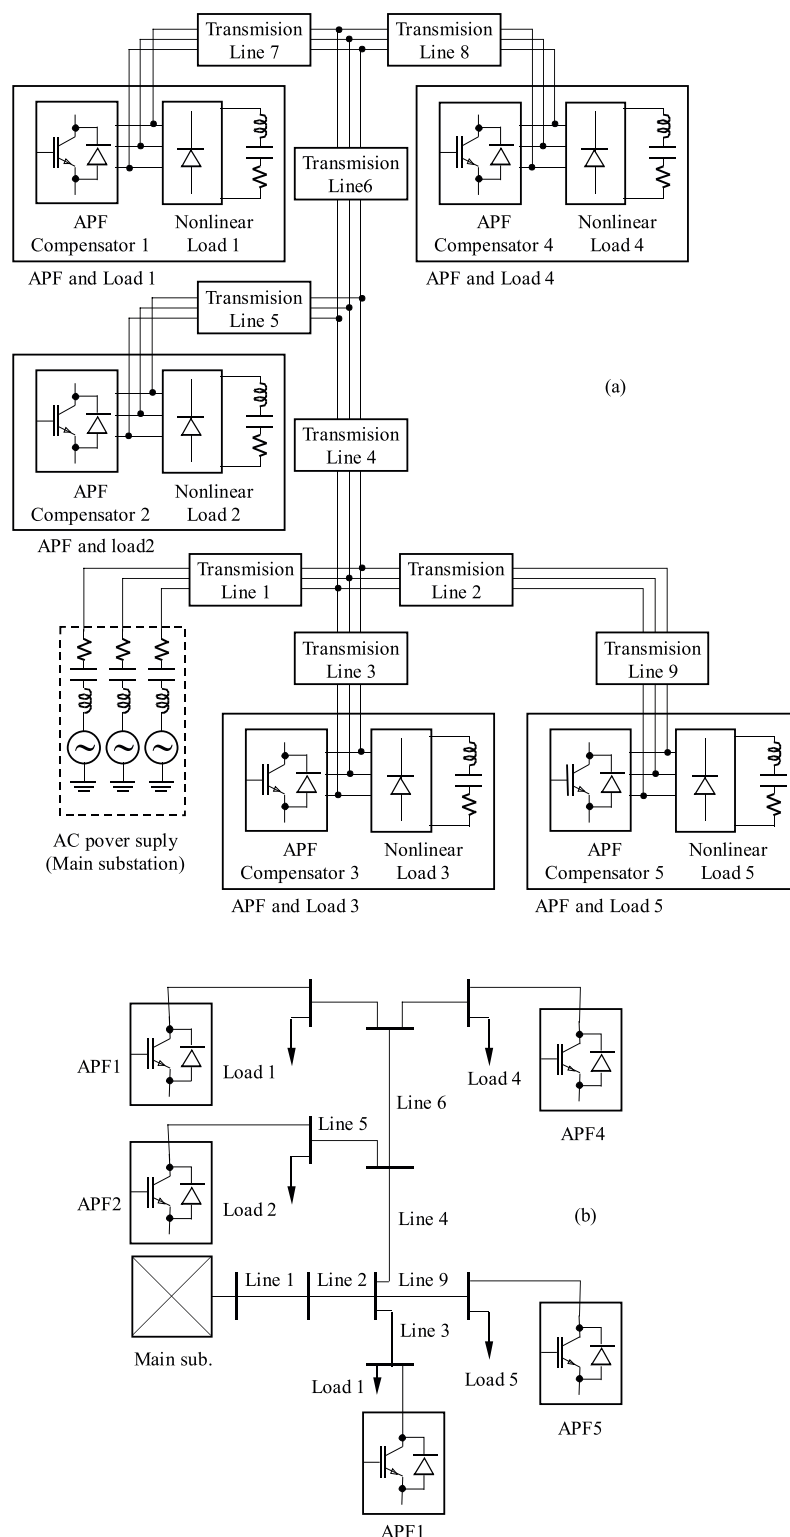 Transmision
Line 7
Transmision
Line 8
Transmision
Line6
APF
Compensator 1
Nonlinear
Load 1
APF and Load 1
APF
Compensator 4
Nonlinear
Load 4
APF and Load 4
Transmision
Line 5
(a)
Transmision
Line 4
APF
Compensator 2
Nonlinear
Load 2
APF and load2
Transmision
Line 1
Transmision
Line 2
Transmision
Line 3
Transmision
Line 9
~
~
~
AC power suply
(Main substation)
APF
Compensator 3
Nonlinear
Load 3
APF and Load 3
APF
Compensator 5
Nonlinear
Load 5
APF and Load 5
APF1
Load 1
Load 4
APF4
Line 6
Line 5
APF2
Load 2
Line 4
(b)
Line 1
Line 2
Line 9
Line 3
Main sub.
Load 1
Load 5
APF5
APF1